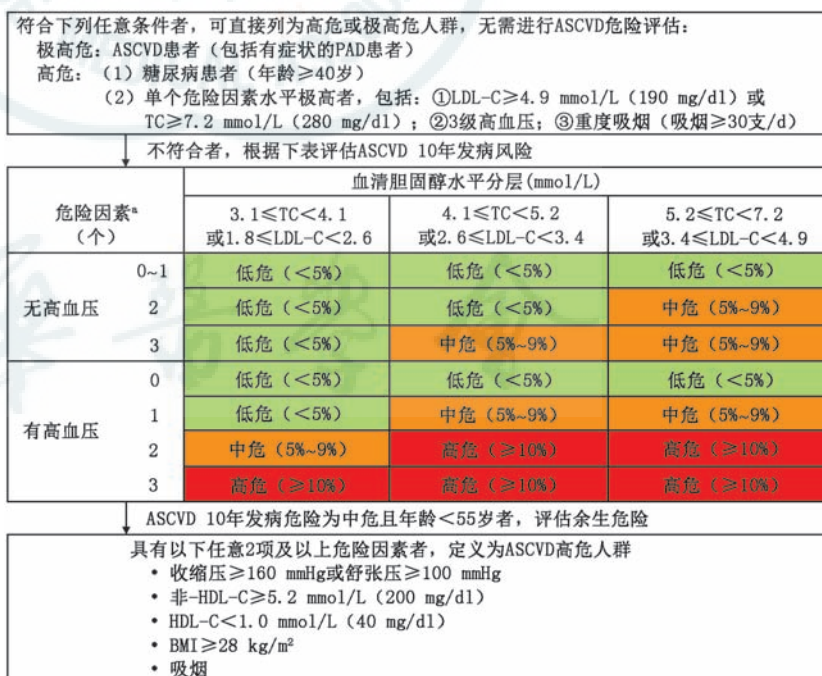 符合下列任意条件者，可直接列为高危或极高危人群，无需进行ASCVD危险评估：
极高危：ASCVD患者（包括有症状的PAD患者）
高危：（1）糖尿病患者（年龄≥40岁）
（2）单个危险因素水平极高者，包括：①LDL-C≥4.9 mmol/L（190 mg/dl）或
TC≥7.2 mmol/L（280 mg/dl）；②3级高血压；③重度吸烟（吸烟≥30支/d）
不符合者，根据下表评估ASCVD 10年发病风险
危险因素ᵃ
（个）
血清胆固醇水平分层(mmol/L)
3.1≤TC<4.1
或1.8≤LDL-C<2.6
4.1≤TC<5.2
或2.6≤LDL-C<3.4
5.2≤TC<7.2
或3.4≤LDL-C<4.9
无高血压
0~1 低危（<5%） 低危（<5%） 低危（<5%）
2 低危（<5%） 低危（<5%） 中危（5%~9%）
3 低危（<5%） 中危（5%~9%） 中危（5%~9%）
有高血压
0 低危（<5%） 低危（<5%） 低危（<5%）
1 低危（<5%） 中危（5%~9%） 中危（5%~9%）
2 中危（5%~9%） 高危（≥10%） 高危（≥10%）
3 高危（≥10%） 高危（≥10%） 高危（≥10%）
ASCVD 10年发病危险为中危且年龄<55岁者，评估余生危险
具有以下任意2项及以上危险因素者，定义为ASCVD高危人群
• 收缩压≥160 mmHg或舒张压≥100 mmHg
• 非-HDL-C≥5.2 mmol/L（200 mg/dl）
• HDL-C<1.0 mmol/L（40 mg/dl）
• BMI≥28 kg/m²
• 吸烟